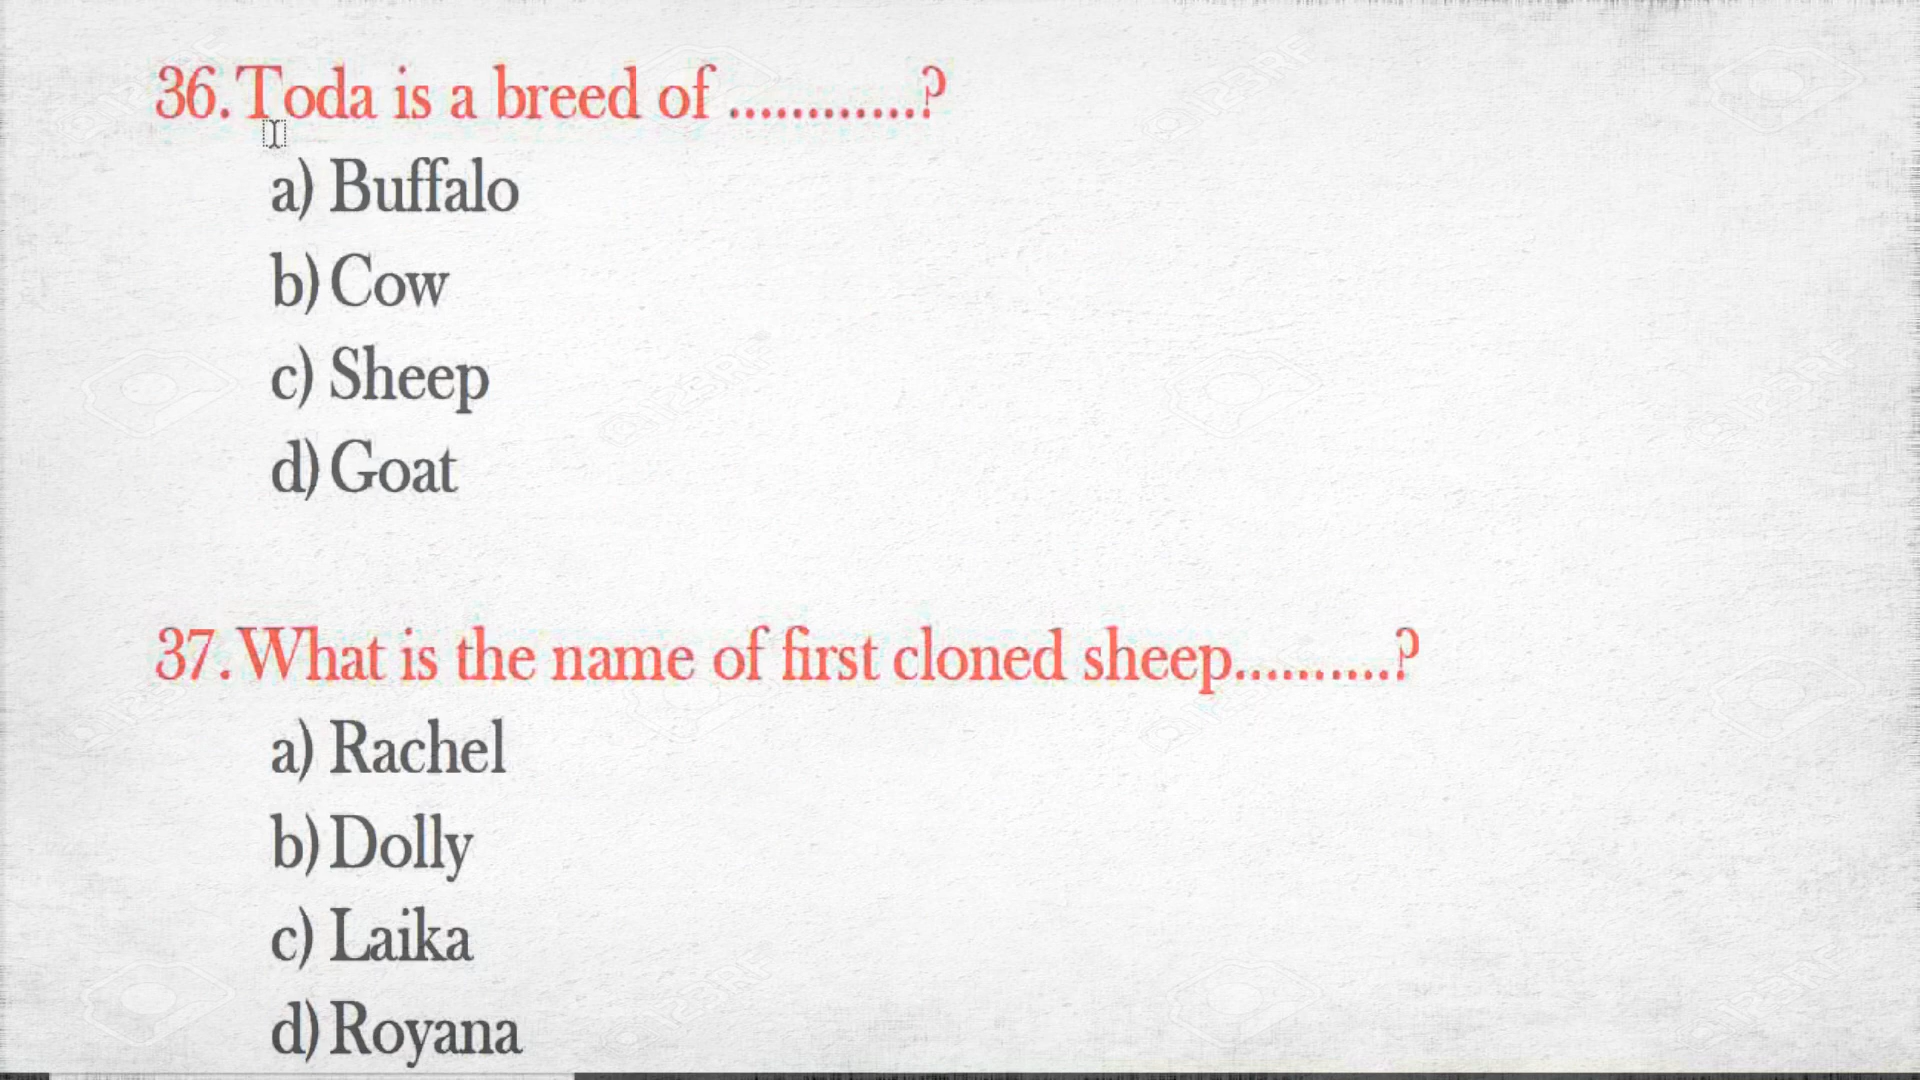 36. Toda is a breed of ............?
a) Buffalo
b) Cow
c) Sheep
d) Goat
37. What is the name of first cloned sheep..........?
a) Rachel
b) Dolly
c) Laika
d) Royana